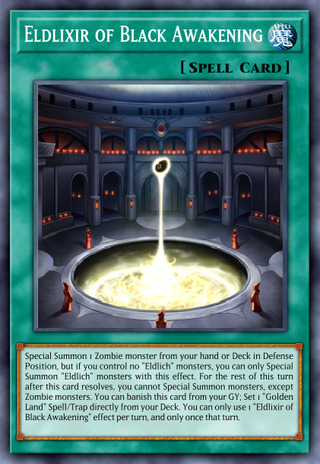 Eldlixir of Black Awakening 魔
[Spell Card]
Special Summon 1 Zombie monster from your hand or Deck in Defense
Position, but if you control no "Eldlich" monsters, you can only Special
Summon "Eldlich" monsters with this effect. For the rest of this turn
after this card resolves, you cannot Special Summon monsters, except
Zombie monsters. You can banish this card from your GY; Set 1 "Golden
Land" Spell/Trap directly from your Deck. You can only use 1 "Eldlixir of
Black Awakening" effect per turn, and only once that turn.